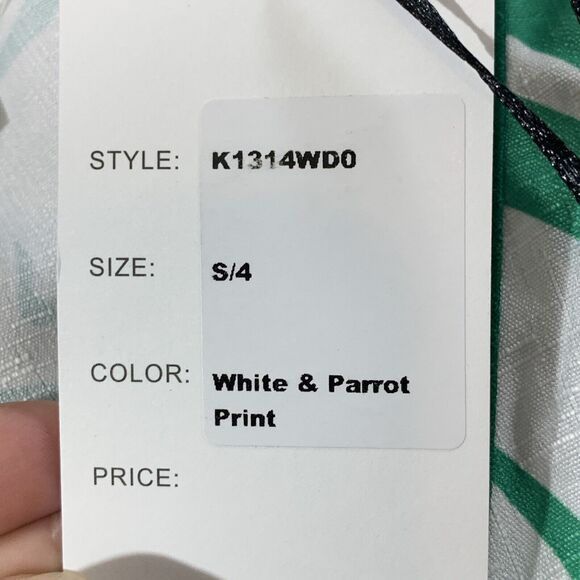 STYLE: K1314WD0
SIZE: S/4
COLOR: White & Parrot
Print
PRICE: